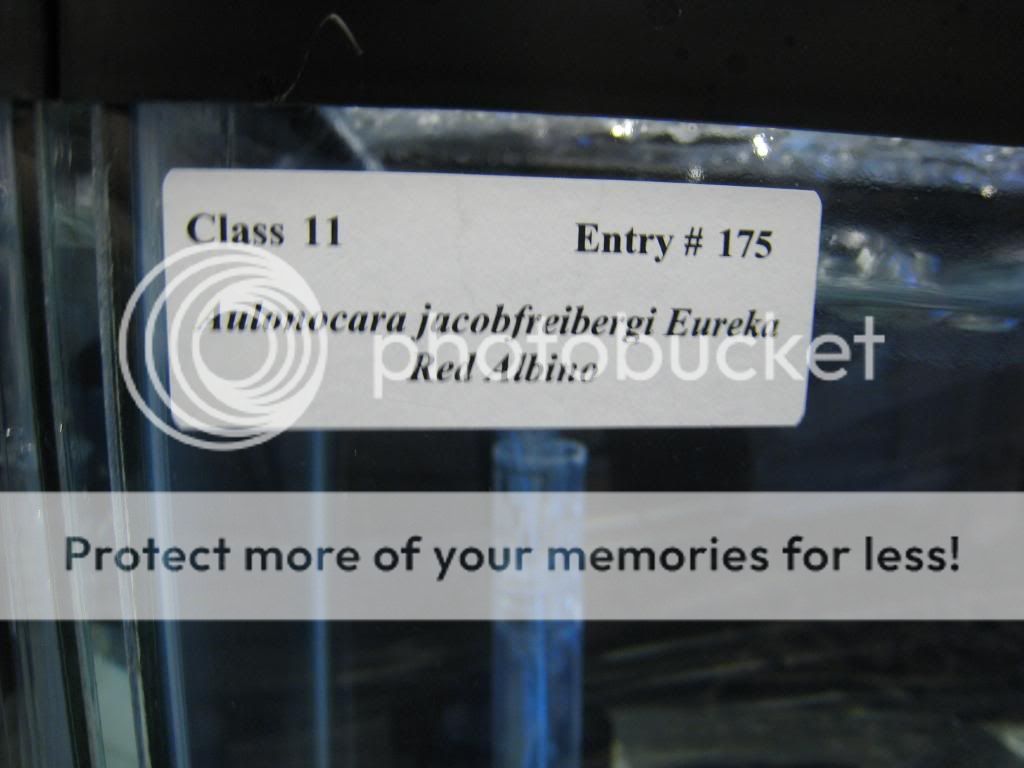 Class 11 Entry # 175
Aulonocara jacobfreibergi Eureka
Red Albino
photobucket
Protect more of your memories for less!